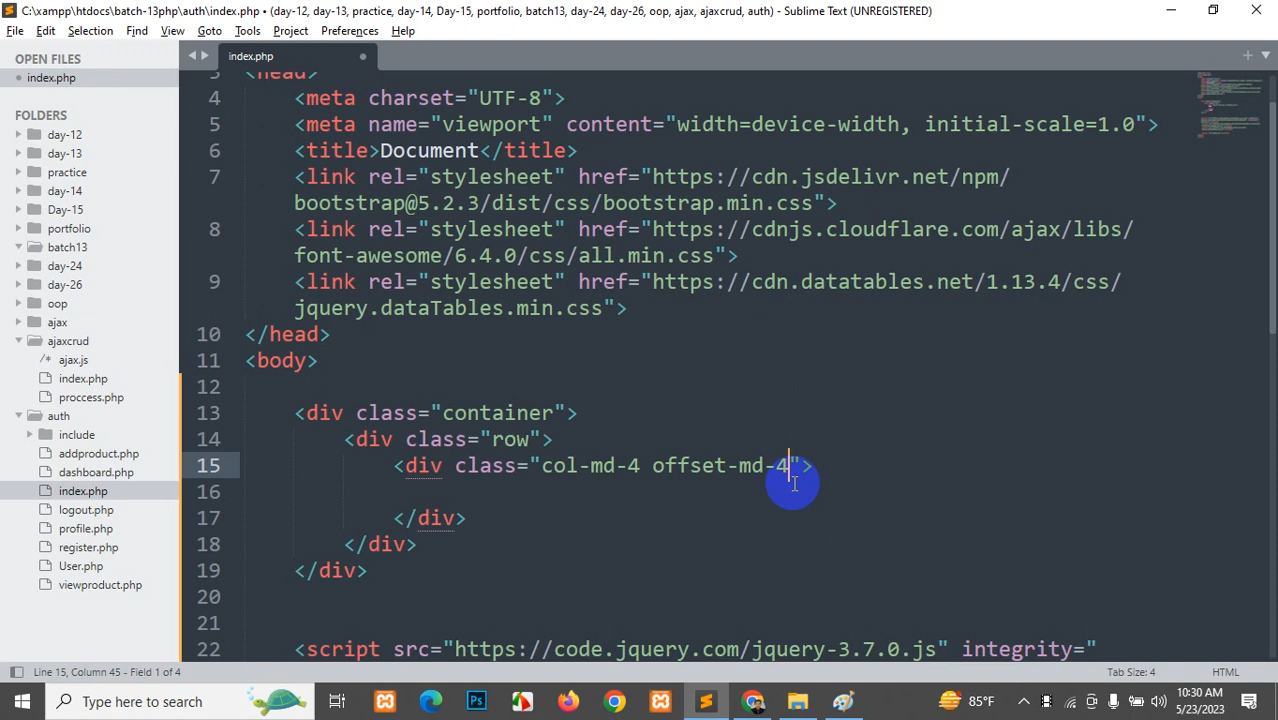 C:\xampp\htdocs\batch-13php\auth\index.php • (day-12, day-13, practice, day-14, Day-15, portfolio, batch13, day-24, day-26, oop, ajax, ajaxcrud, auth) - Sublime Text (UNREGISTERED)
File Edit Selection Find View Goto Tools Project Preferences Help
OPEN FILES
index.php
index.php
FOLDERS
day-12
day-13
practice
day-14
Day-15
portfolio
batch13
day-24
day-26
oop
ajax
ajaxcrud
/* ajax.js
index.php
proccess.php
auth
include
addproduct.php
dashboard.php
index.php
logout.php
profile.php
register.php
User.php
viewproduct.php
3 <head>
4 <meta charset="UTF-8">
5 <meta name="viewport" content="width=device-width, initial-scale=1.0">
6 <title>Document</title>
7 <link rel="stylesheet" href="https://cdn.jsdelivr.net/npm/
bootstrap@5.2.3/dist/css/bootstrap.min.css">
8 <link rel="stylesheet" href="https://cdnjs.cloudflare.com/ajax/libs/
font-awesome/6.4.0/css/all.min.css">
9 <link rel="stylesheet" href="https://cdn.datatables.net/1.13.4/css/
jquery.dataTables.min.css">
10 </head>
11 <body>
12
13 <div class="container">
14 <div class="row">
15 <div class="col-md-4 offset-md-4">
16
17 </div>
18 </div>
19 </div>
20
21
22 <script src="https://code.jquery.com/jquery-3.7.0.js" integrity="
Line 15, Column 45 - Field 1 of 4
Tab Size: 4
HTML
Type here to search
85°F
10:30 AM
5/23/2023